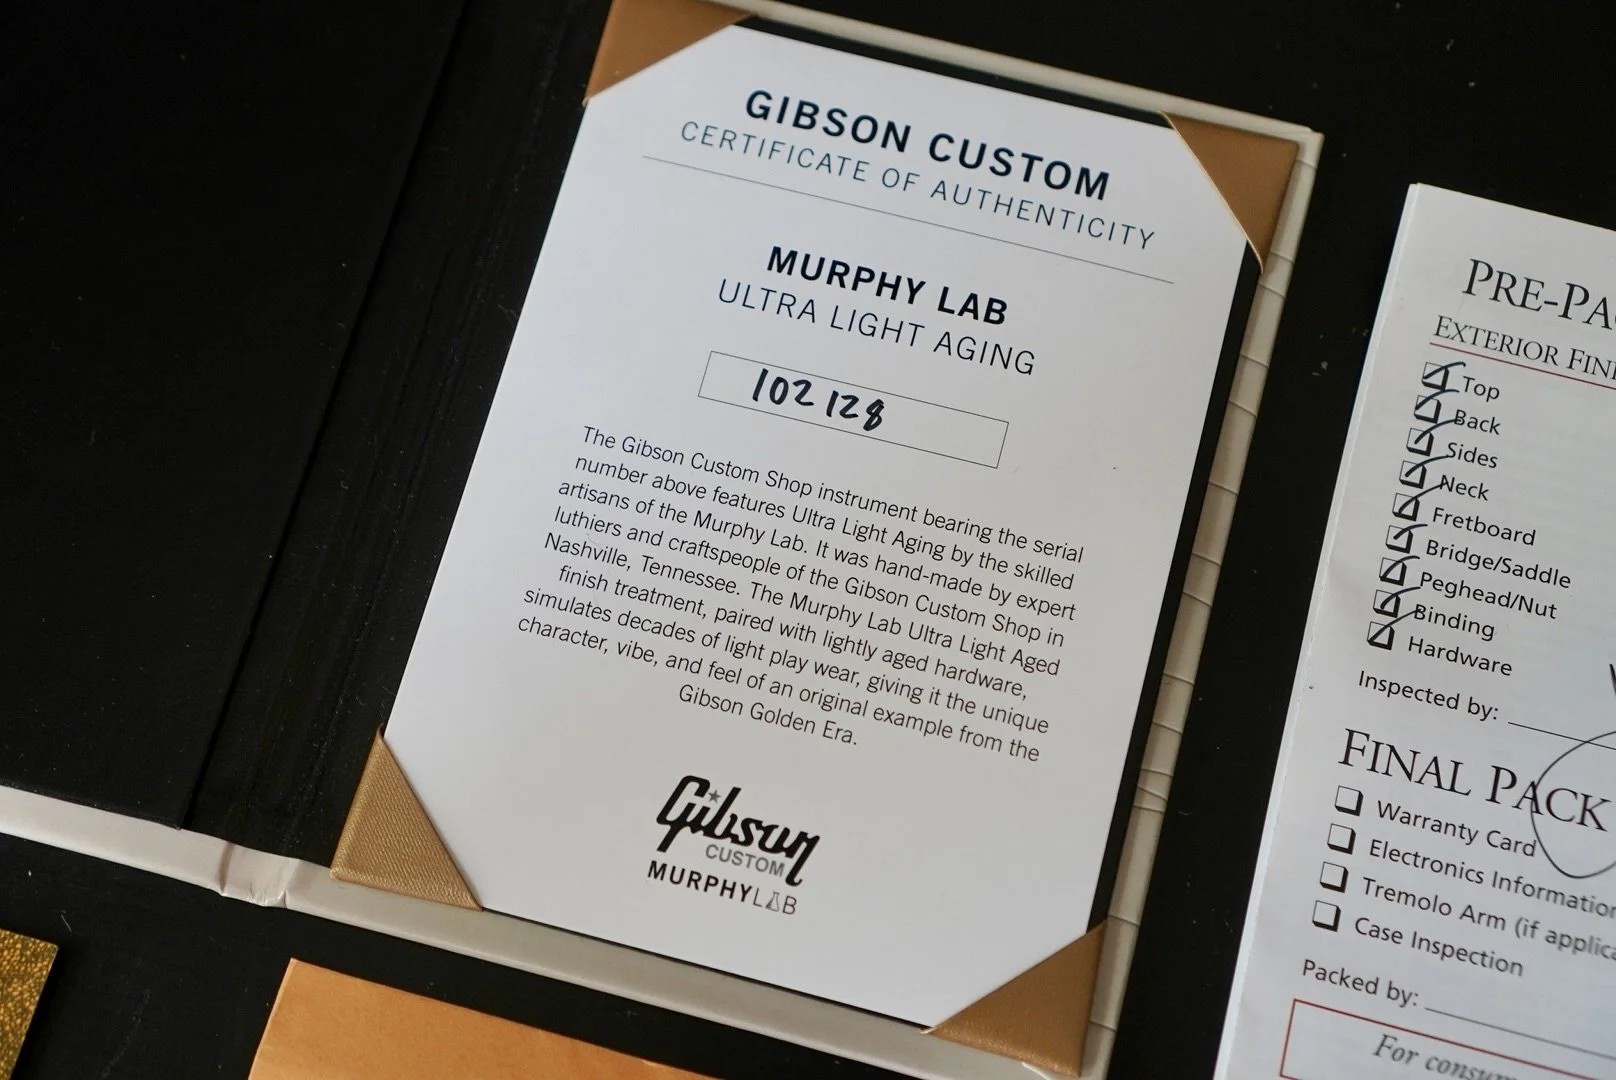 GIBSON CUSTOM
CERTIFICATE OF AUTHENTICITY
MURPHY LAB
ULTRA LIGHT AGING
102128
The Gibson Custom Shop instrument bearing the serial
number above features Ultra Light Aging by the skilled
artisans of the Murphy Lab. It was hand-made by expert
luthiers and craftspeople of the Gibson Custom Shop in
Nashville, Tennessee. The Murphy Lab Ultra Light Aged
finish treatment, paired with lightly aged hardware,
simulates decades of light play wear, giving it the unique
character, vibe, and feel of an original example from the
Gibson Golden Era.
Gibson
CUSTOM
MURPHYLAB
PRE-PA
EXTERIOR FINI
Top
Back
Sides
Neck
Fretboard
Bridge/Saddle
Peghead/Nut
Binding
Hardware
Inspected by:
FINAL PACK
Warranty Card
Electronics Information
Tremolo Arm (if applica
Case Inspection
Packed by:
For consum